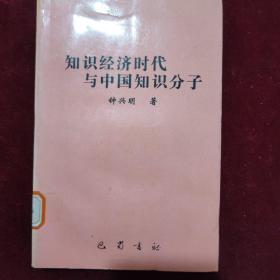 知识经济时代
与中国知识分子
钟兴明 著
巴蜀书社